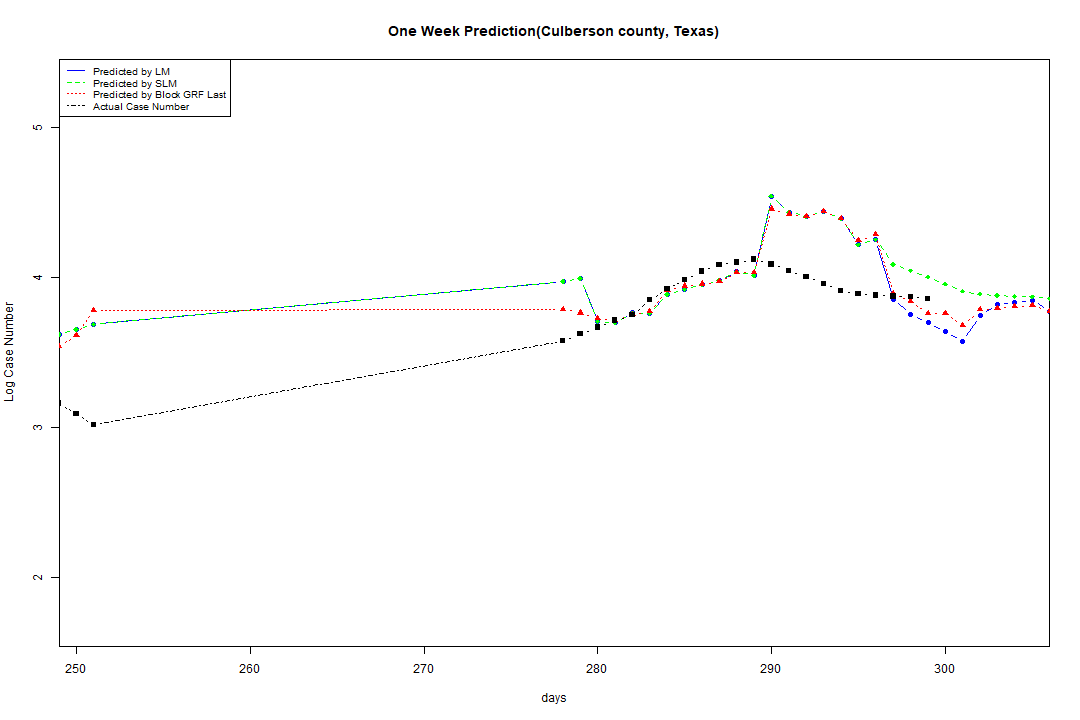 One Week Prediction(Culberson county, Texas)
Predicted by LM
Predicted by SLM
Predicted by Block GRF Last
Actual Case Number
5
4
3
2
Log Case Number
250 260 270 280 290 300
days